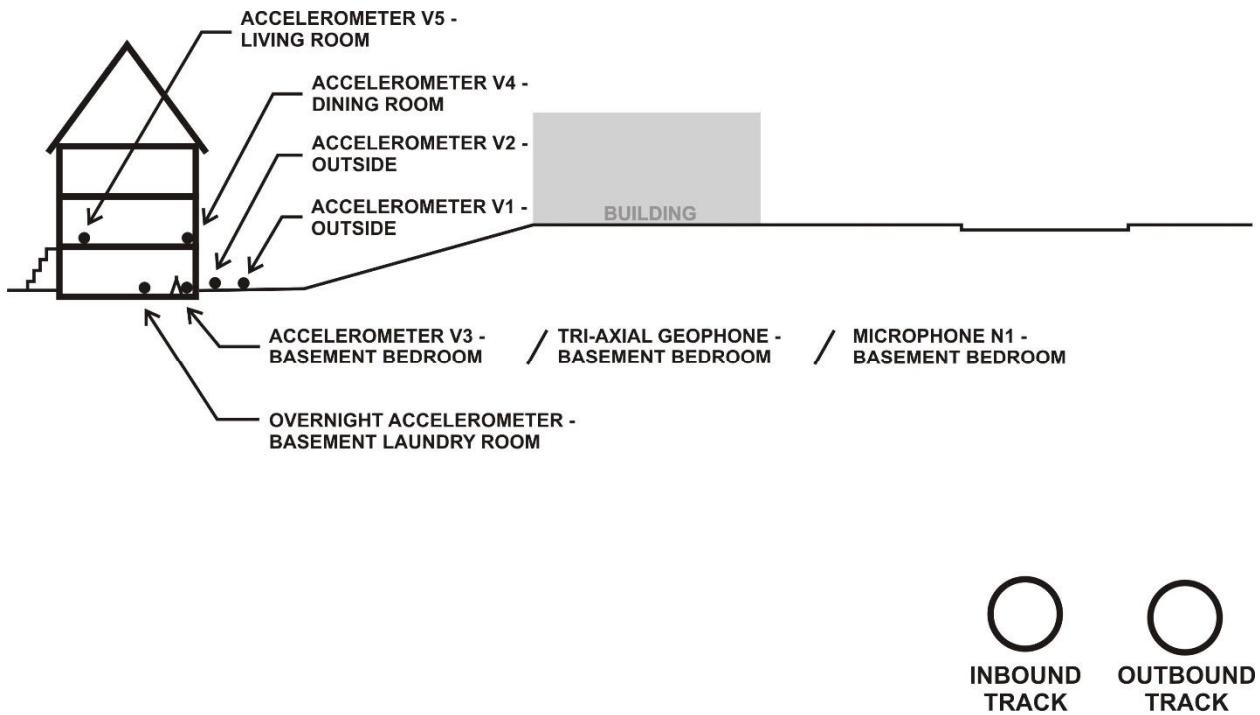 ACCELEROMETER V5 -
LIVING ROOM
ACCELEROMETER V4 -
DINING ROOM
ACCELEROMETER V2 -
OUTSIDE
ACCELEROMETER V1 -
OUTSIDE
BUILDING
ACCELEROMETER V3 -
BASEMENT BEDROOM
TRI-AXIAL GEOPHONE -
BASEMENT BEDROOM
MICROPHONE N1 -
BASEMENT BEDROOM
OVERNIGHT ACCELEROMETER -
BASEMENT LAUNDRY ROOM
INBOUND
TRACK
OUTBOUND
TRACK